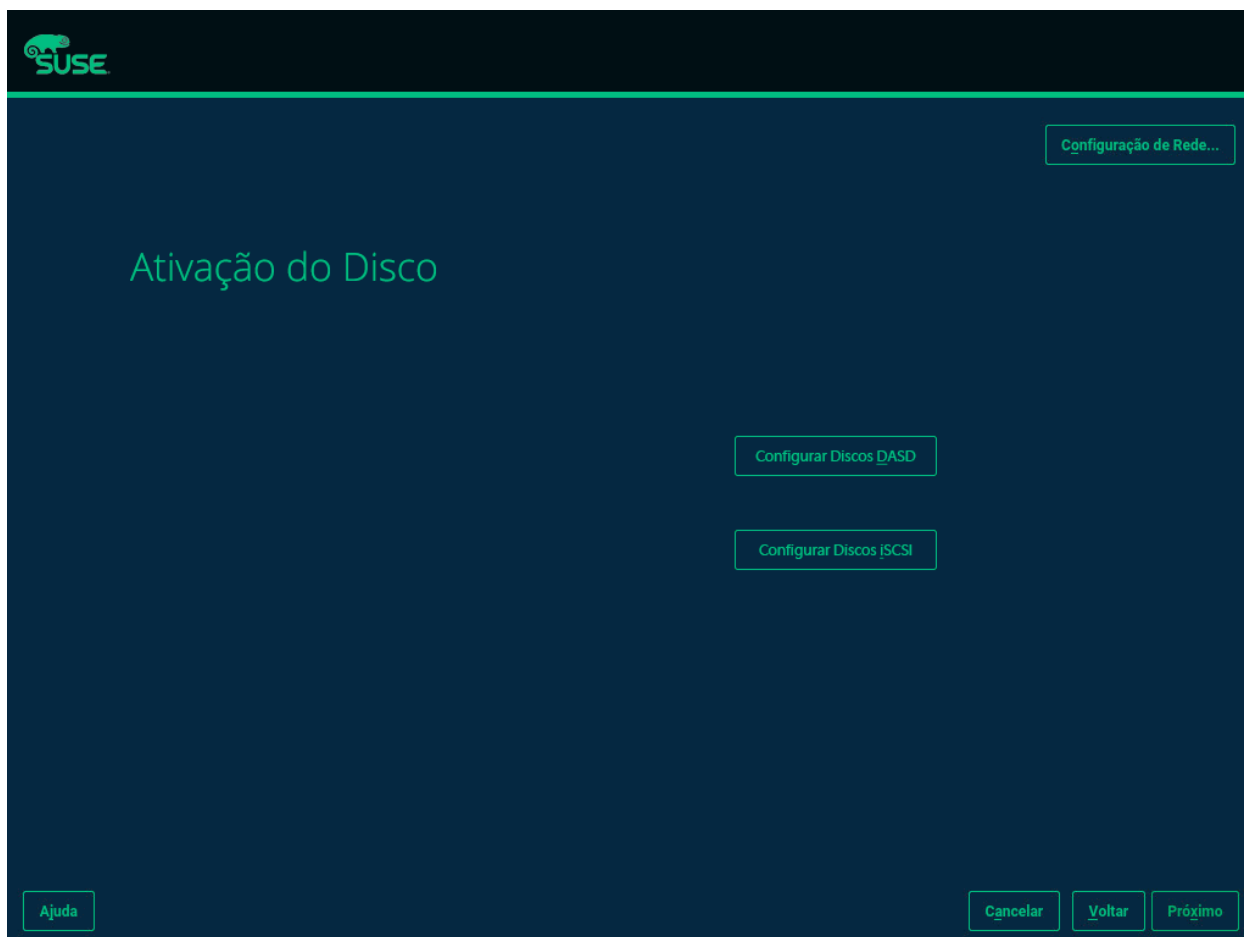 SUSE
Configuração de Rede...
Ativação do Disco
Configurar Discos DASD
Configurar Discos iSCSI
Ajuda
Cancelar
Voltar
Próximo